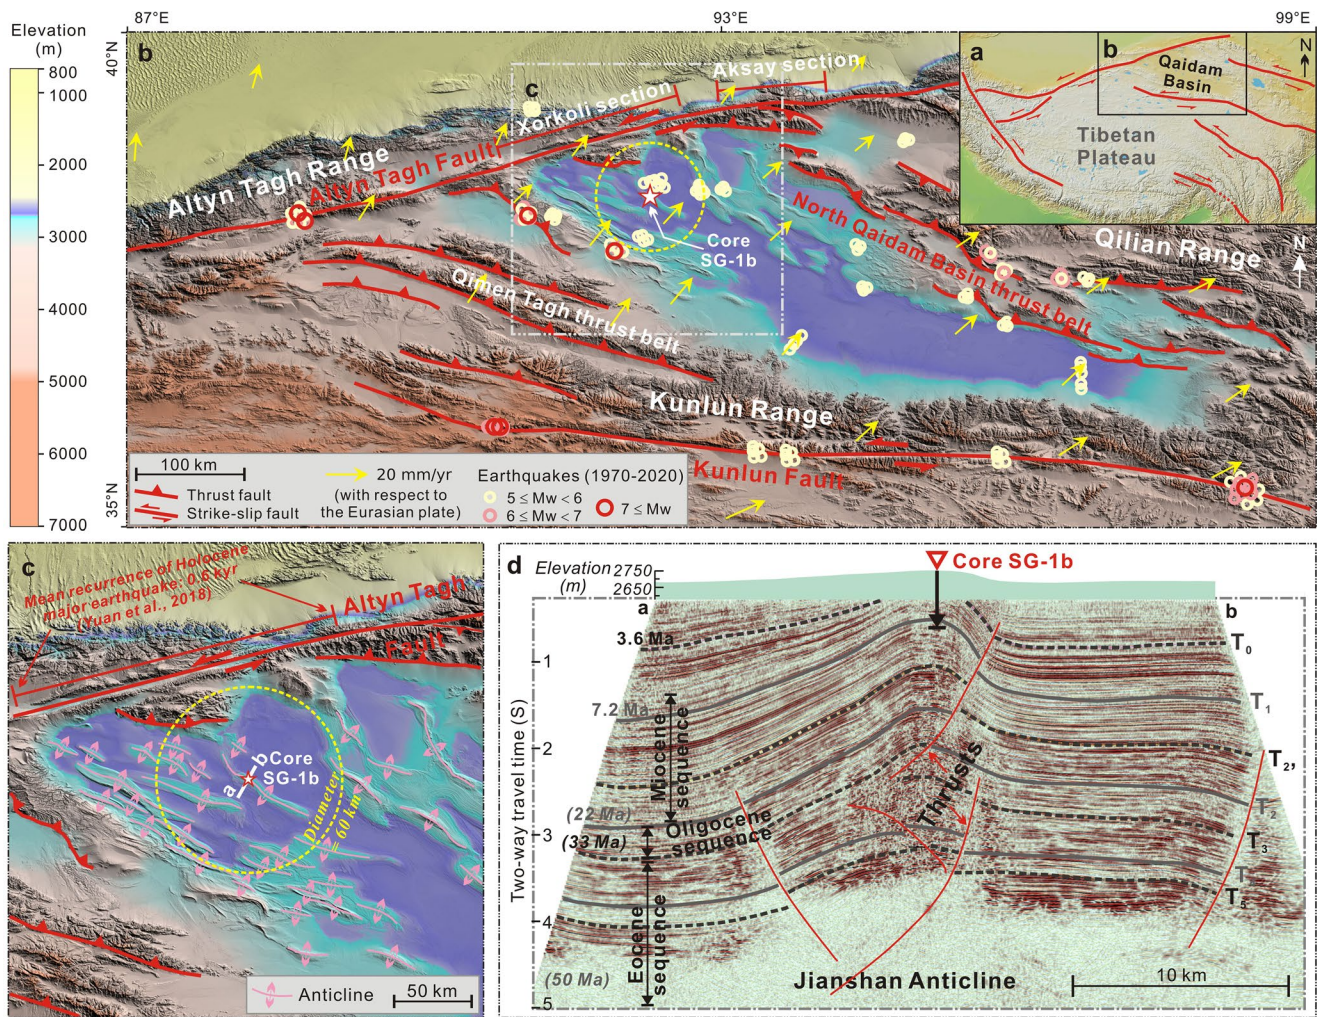 Elevation
(m)
800
1000
2000
3000
4000
5000
6000
7000
87°E
93°E
99°E
40°N
35°N
b
c
Xorkoli section
Aksay section
Altyn Tagh Range
Altyn Tagh Fault
Core
SG-1b
North Qaidam Basin thrust belt
Qilian Range
N
Qimen Tagh thrust belt
Kunlun Range
Kunlun Fault
a
b
N
Qaidam
Basin
Tibetan
Plateau
100 km
Thrust fault
Strike-slip fault
20 mm/yr
(with respect to
the Eurasian plate)
Earthquakes (1970-2020)
5 ≤ Mw < 6
6 ≤ Mw < 7
7 ≤ Mw
c
Mean recurrence of Holocene
major earthquake: 0.6 kyr
(Yuan et al., 2018)
Altyn Tagh
Fault
b
Core
SG-1b
a
Diameter
= 60 km
Anticline
50 km
d
Elevation
(m)
2750
2650
Core SG-1b
a
b
Two-way travel time (S)
1
2
3
4
5
3.6 Ma
7.2 Ma
(22 Ma)
(33 Ma)
(50 Ma)
Miocene
sequence
Oligocene
sequence
Eocene
sequence
Thrusts
T0
T1
T2,
T2
T3
T5
Jianshan Anticline
10 km